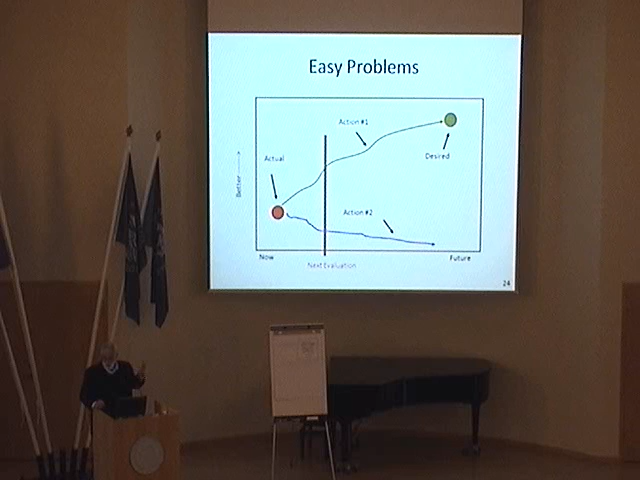 Easy Problems
Action #1
Actual
Desired
Better
Action #2
Now
Future
Next Evaluation
24